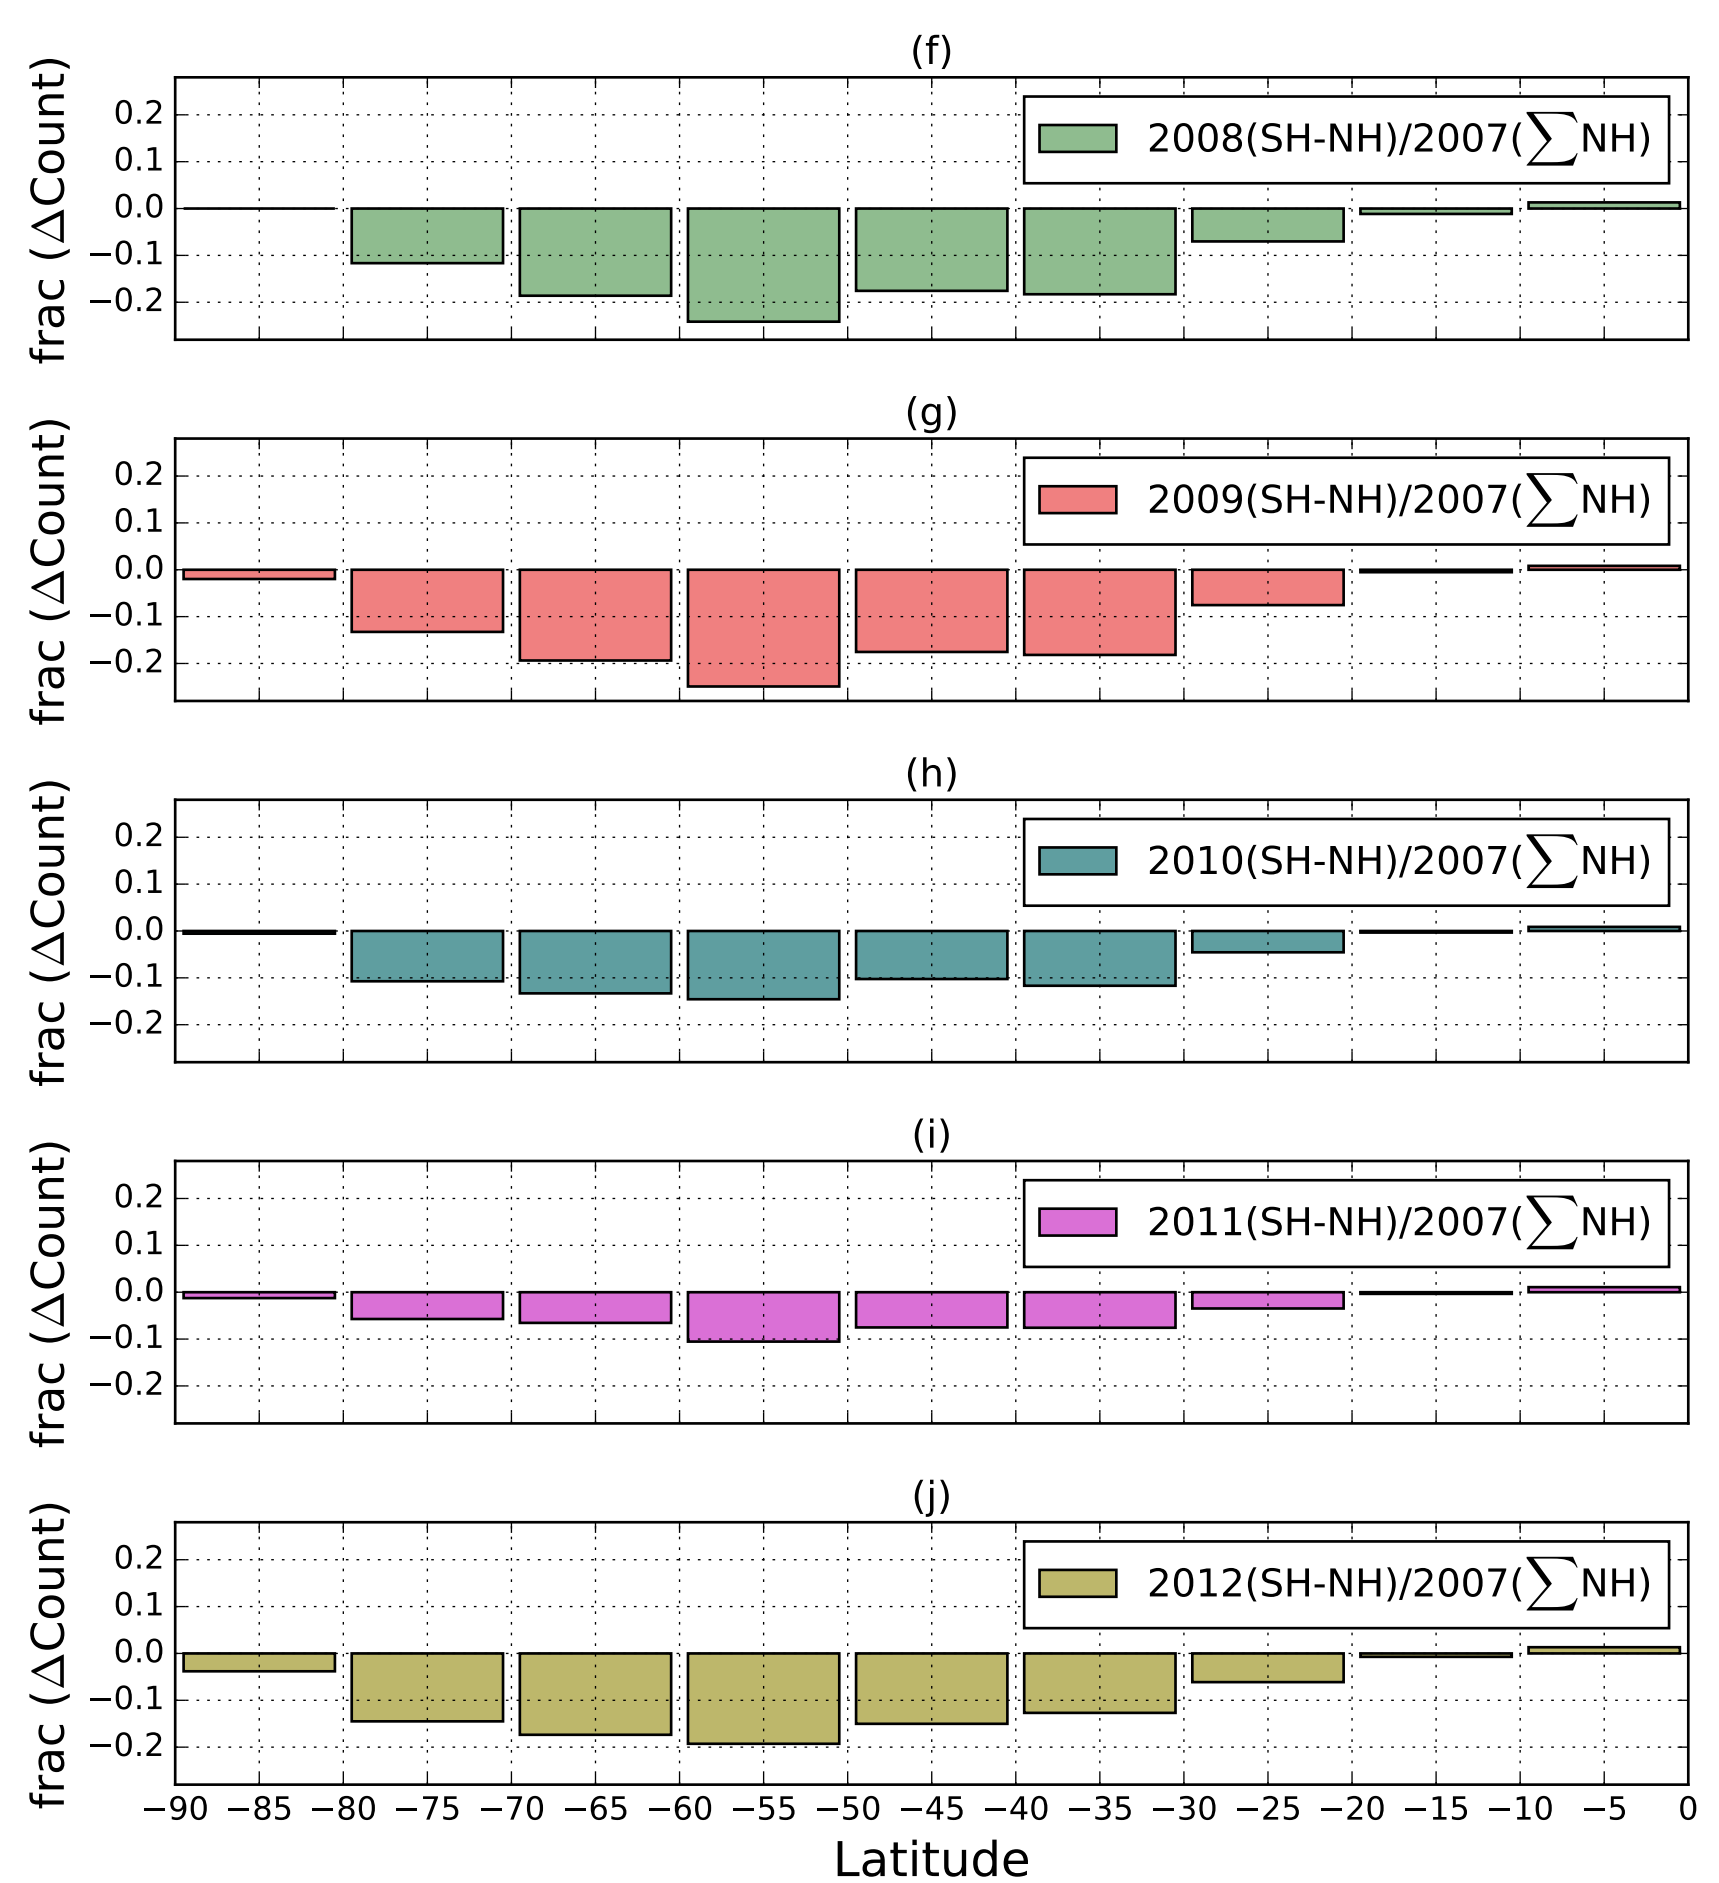 (f)
frac (ΔCount)
0.2
0.1
0.0
−0.1
−0.2
2008(SH-NH)/2007(∑NH)
(g)
frac (ΔCount)
0.2
0.1
0.0
−0.1
−0.2
2009(SH-NH)/2007(∑NH)
(h)
frac (ΔCount)
0.2
0.1
0.0
−0.1
−0.2
2010(SH-NH)/2007(∑NH)
(i)
frac (ΔCount)
0.2
0.1
0.0
−0.1
−0.2
2011(SH-NH)/2007(∑NH)
(j)
frac (ΔCount)
0.2
0.1
0.0
−0.1
−0.2
2012(SH-NH)/2007(∑NH)
−90 −85 −80 −75 −70 −65 −60 −55 −50 −45 −40 −35 −30 −25 −20 −15 −10 −5 0
Latitude